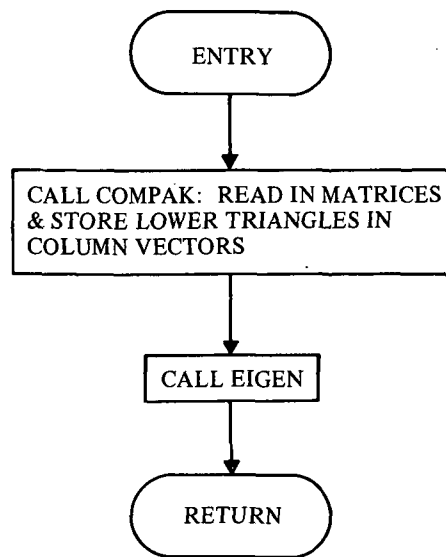 ENTRY
CALL COMPAK: READ IN MATRICES
& STORE LOWER TRIANGLES IN
COLUMN VECTORS
CALL EIGEN
RETURN